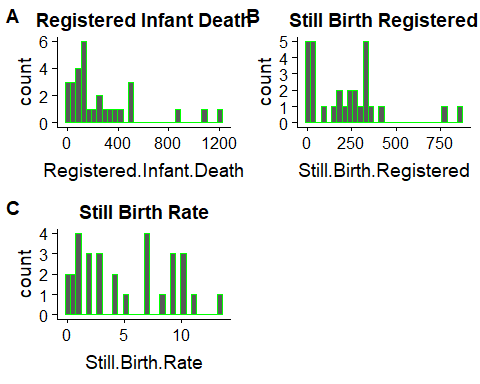 A Registered Infant Death
6
4
2
0
count
0 400 800 1200
Registered.Infant.Death
B Still Birth Registered
5
4
3
2
1
0
count
0 250 500 750
Still.Birth.Registered
C Still Birth Rate
4
3
2
1
0
count
0 5 10
Still.Birth.Rate